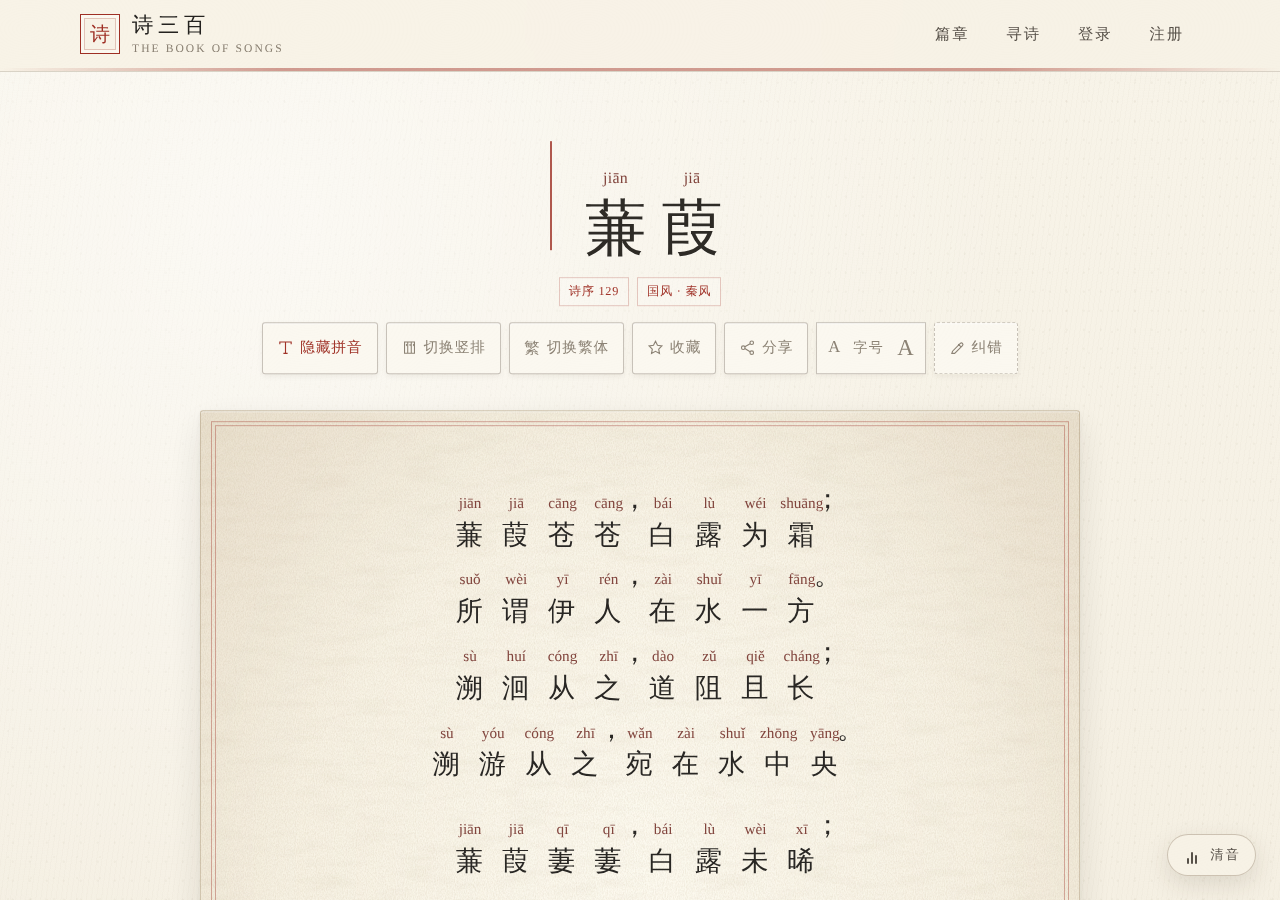 诗 诗三百
THE BOOK OF SONGS
篇章 寻诗 登录 注册
jiān jiā
蒹葭
诗序 129 国风 · 秦风
隐藏拼音 切换竖排 繁 切换繁体 收藏 分享 A 字号 A 纠错
jiān jiā cāng cāng , bái lù wéi shuāng ;
蒹 葭 苍 苍 白 露 为 霜
suǒ wèi yī rén , zài shuǐ yī fāng 。
所 谓 伊 人 在 水 一 方
sù huí cóng zhī , dào zǔ qiě cháng ;
溯 洄 从 之 道 阻 且 长
sù yóu cóng zhī , wǎn zài shuǐ zhōng yāng 。
溯 游 从 之 宛 在 水 中 央
jiān jiā qī qī , bái lù wèi xī ;
蒹 葭 萋 萋 白 露 未 晞
清音